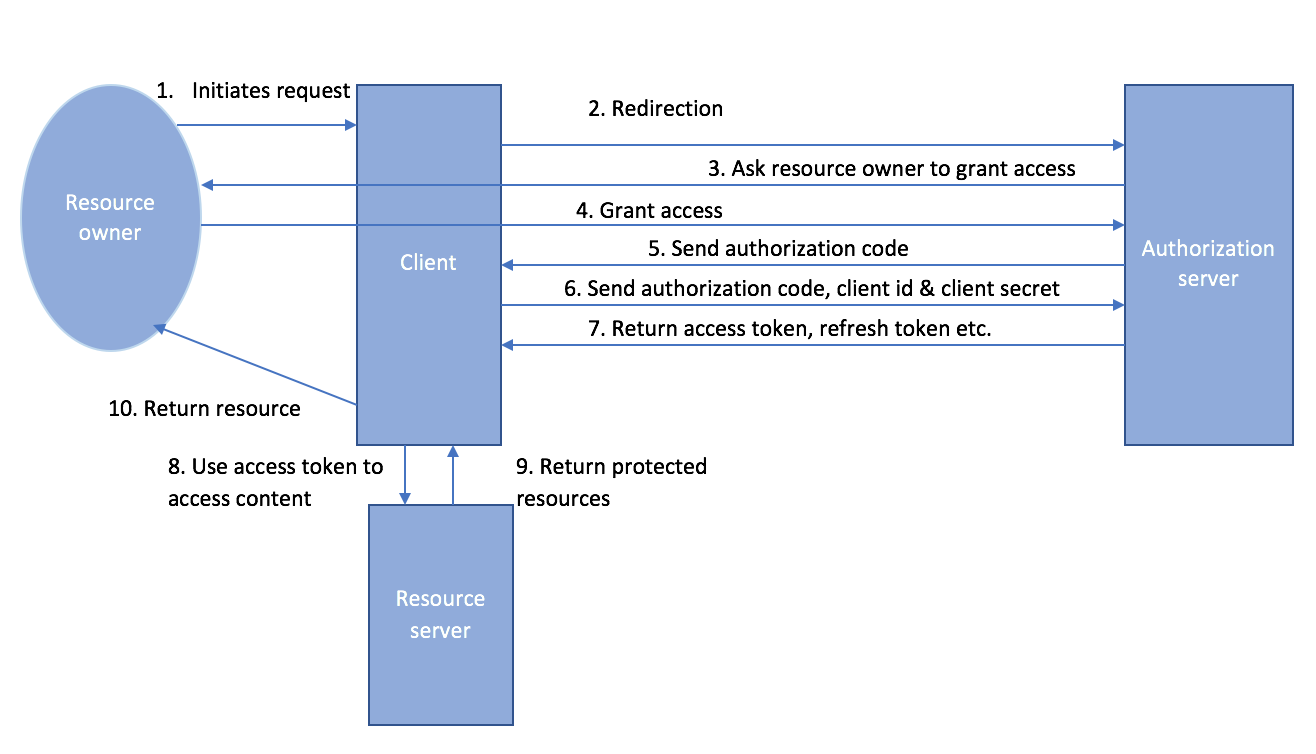 1. Initiates request
2. Redirection
3. Ask resource owner to grant access
Resource
owner
4. Grant access
Client
5. Send authorization code
Authorization
server
6. Send authorization code, client id & client secret
7. Return access token, refresh token etc.
10. Return resource
8. Use access token to
access content
9. Return protected
resources
Resource
server